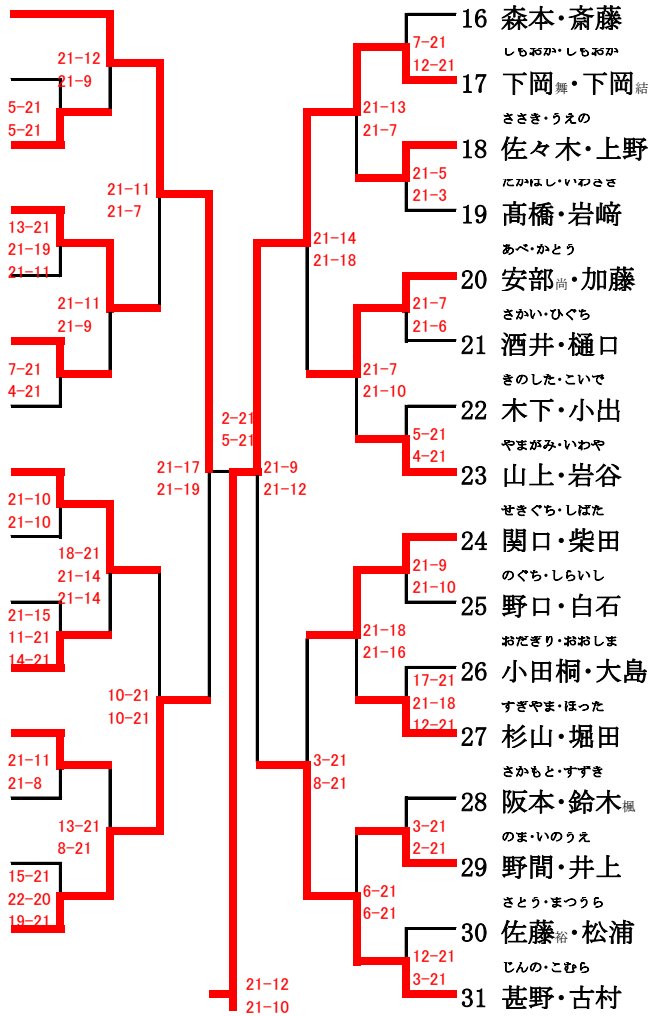 16 森本・斎藤
しもおか・しもおか
17 下岡舞・下岡結
ささき・うえの
18 佐々木・上野
たかはし・いわさき
19 髙橋・岩﨑
あべ・かとう
20 安部尚・加藤
さかい・ひぐち
21 酒井・樋口
きのした・こいで
22 木下・小出
やまがみ・いわや
23 山上・岩谷
せきぐち・しばた
24 関口・柴田
のぐち・しらいし
25 野口・白石
おだぎり・おおしま
26 小田桐・大島
すぎやま・ほった
27 杉山・堀田
さかもと・すずき
28 阪本・鈴木楓
のま・いのうえ
29 野間・井上
さとう・まつうら
30 佐藤裕・松浦
じんの・こむら
31 甚野・古村
21-12
21-9
5-21
5-21
21-11
21-7
13-21
21-19
21-11
21-11
21-9
7-21
4-21
21-17
21-19
21-10
21-10
18-21
21-14
21-14
21-15
11-21
14-21
10-21
10-21
21-11
21-8
13-21
8-21
15-21
22-20
19-21
2-21
5-21
21-9
21-12
21-12
21-10
7-21
12-21
21-13
21-7
21-5
21-3
21-14
21-18
21-7
21-6
21-7
21-10
5-21
4-21
21-9
21-10
21-18
21-16
17-21
21-18
12-21
3-21
8-21
3-21
2-21
6-21
6-21
12-21
3-21